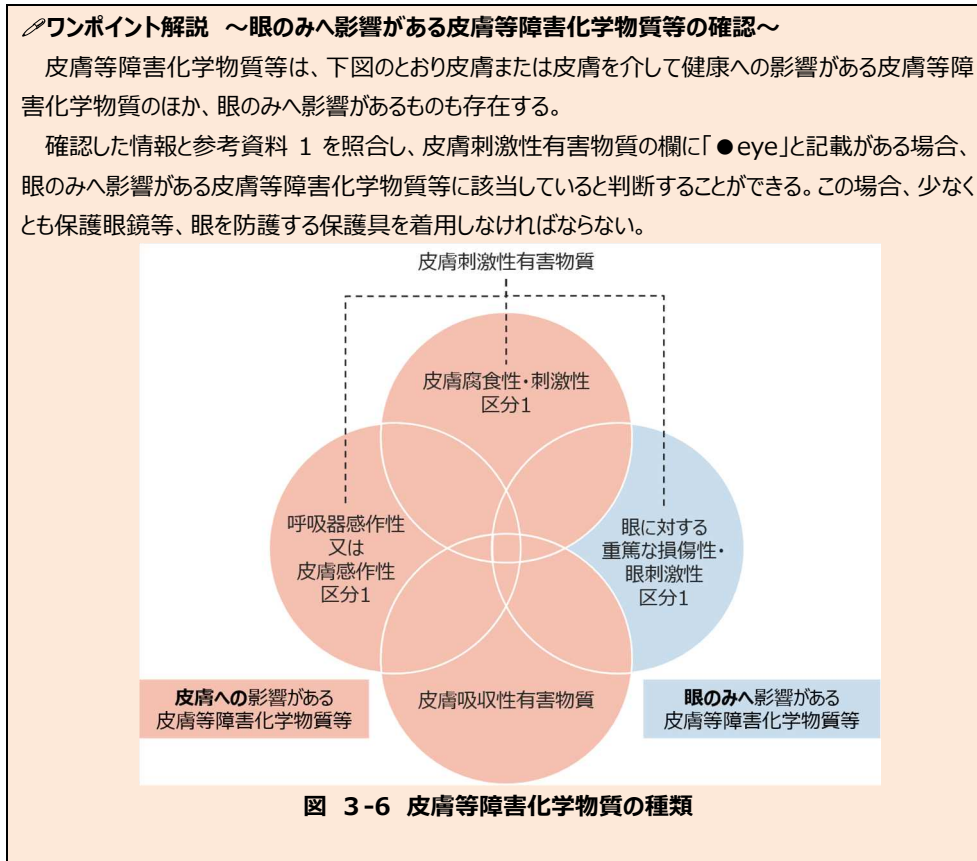 ワンポイント解説 ~眼のみへ影響がある皮膚等障害化学物質等の確認~
皮膚等障害化学物質等は、下図のとおり皮膚または皮膚を介して健康への影響がある皮膚等障
害化学物質のほか、眼のみへ影響があるものも存在する。
確認した情報と参考資料 1 を照合し、皮膚刺激性有害物質の欄に「●eye」と記載がある場合、
眼のみへ影響がある皮膚等障害化学物質等に該当していると判断することができる。この場合、少なく
とも保護眼鏡等、眼を防護する保護具を着用しなければならない。
皮膚刺激性有害物質
皮膚腐食性・刺激性
区分1
呼吸器感作性
又は
皮膚感作性
区分1
眼に対する
重篤な損傷性・
眼刺激性
区分1
皮膚吸収性有害物質
皮膚への影響がある
皮膚等障害化学物質等
眼のみへ影響がある
皮膚等障害化学物質等
図 3-6 皮膚等障害化学物質の種類